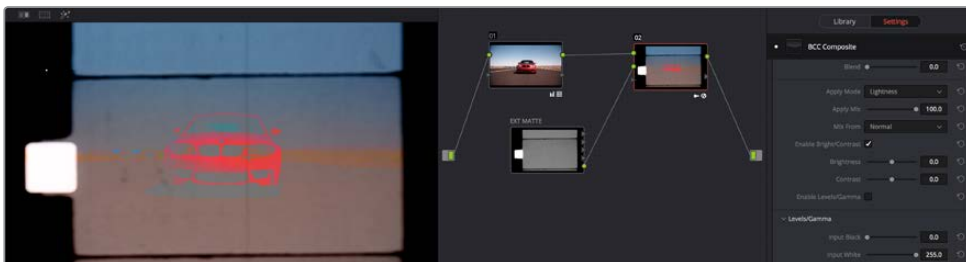 Library Settings
01
02
EXT MATTE
BCC Composite
Blend 0.0
Apply Mode Lightness
Apply Mix 100.0
Mix From Normal
Enable Bright/Contrast
Brightness 0.0
Contrast 0.0
Enable Levels/Gamma
Levels/Gamma
Input Black 0.0
Input White 255.0